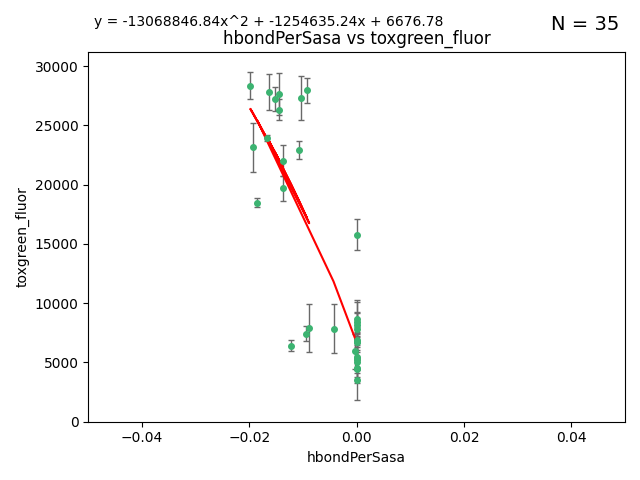 y = -13068846.84x^2 + -1254635.24x + 6676.78
N = 35
hbondPerSasa vs toxgreen_fluor
30000
25000
20000
15000
10000
5000
0
toxgreen_fluor
−0.04
−0.02
0.00
0.02
0.04
hbondPerSasa